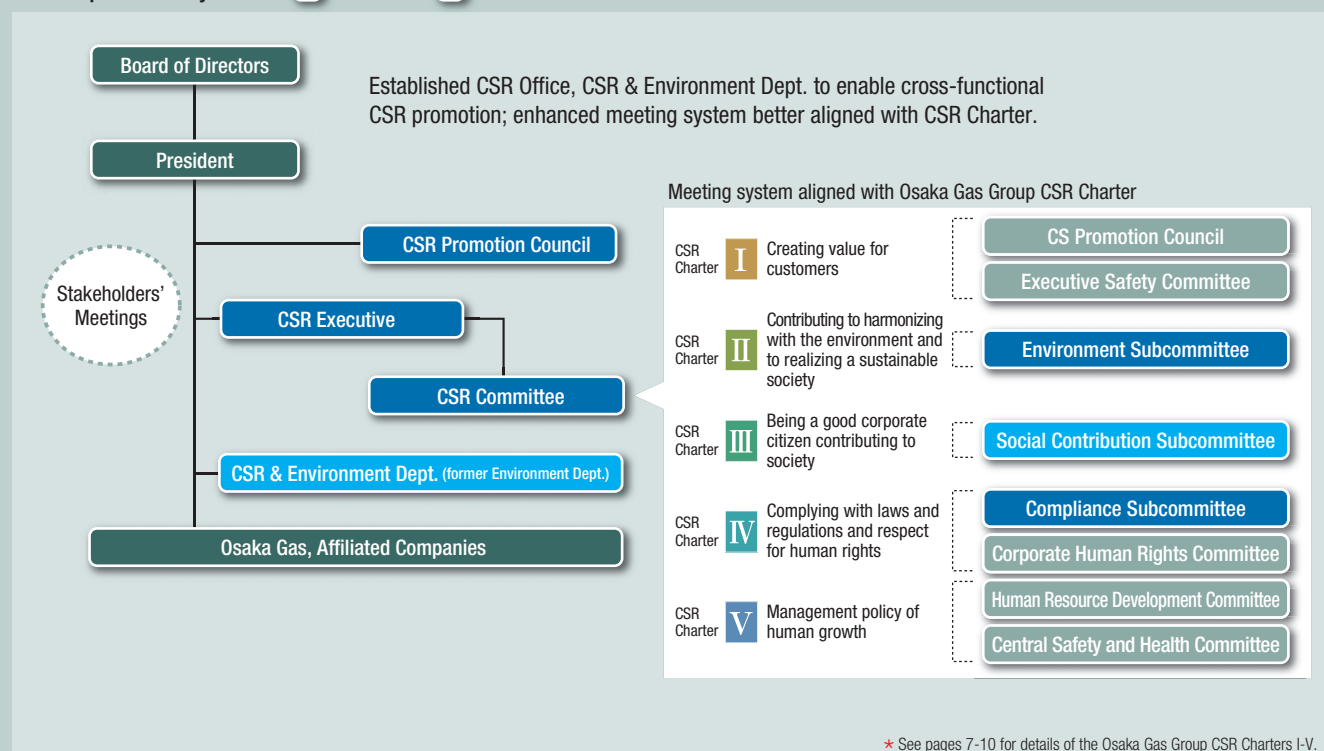 Board of Directors
Established CSR Office, CSR & Environment Dept. to enable cross-functional
CSR promotion; enhanced meeting system better aligned with CSR Charter.
President
CSR Promotion Council
Stakeholders'
Meetings
CSR Executive
CSR Committee
CSR & Environment Dept. (former Environment Dept.)
Osaka Gas, Affiliated Companies
Meeting system aligned with Osaka Gas Group CSR Charter
CSR
Charter
I
Creating value for
customers
CS Promotion Council
Executive Safety Committee
CSR
Charter
II
Contributing to harmonizing
with the environment and
to realizing a sustainable
society
Environment Subcommittee
CSR
Charter
III
Being a good corporate
citizen contributing to
society
Social Contribution Subcommittee
CSR
Charter
IV
Complying with laws and
regulations and respect
for human rights
Compliance Subcommittee
Corporate Human Rights Committee
CSR
Charter
V
Management policy of
human growth
Human Resource Development Committee
Central Safety and Health Committee
* See pages 7-10 for details of the Osaka Gas Group CSR Charters I-V.